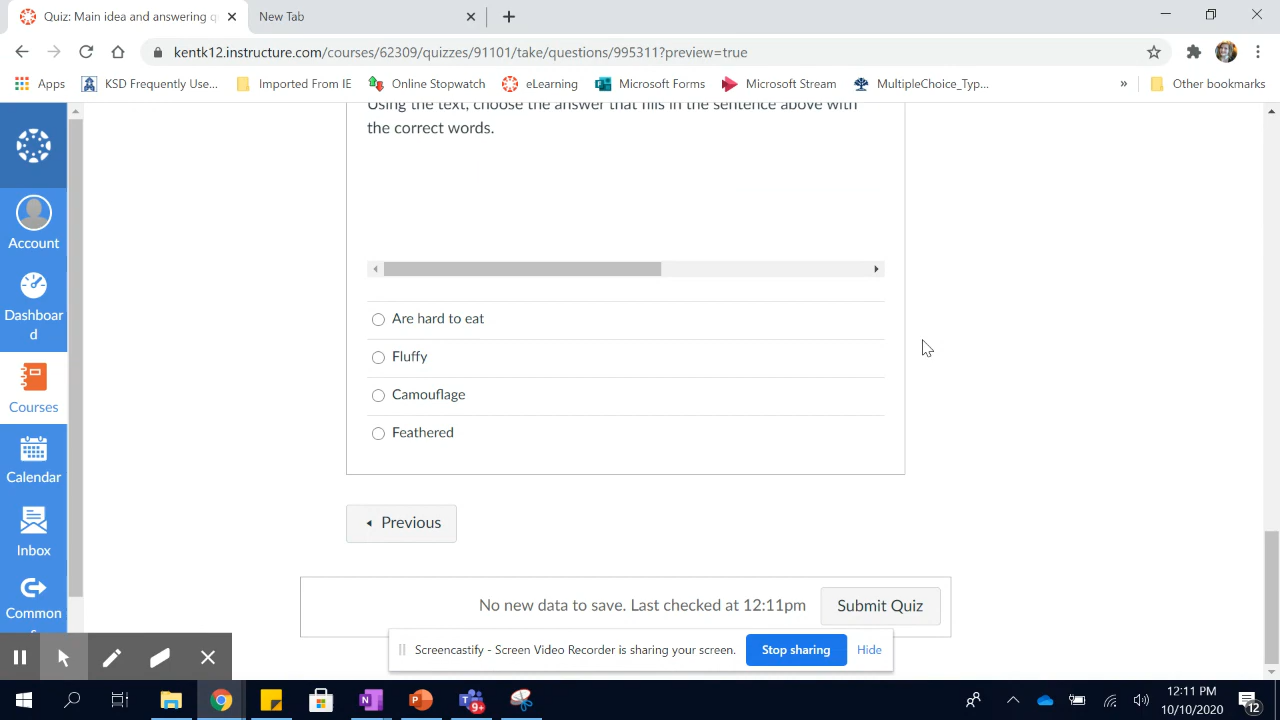 Quiz: Main idea and answering q
New Tab
kentk12.instructure.com/courses/62309/quizzes/91101/take/questions/995311?preview=true
Apps
KSD Frequently Use...
Imported From IE
Online Stopwatch
eLearning
Microsoft Forms
Microsoft Stream
MultipleChoice_Typ...
»
Other bookmarks
Using the text, choose the answer that fills in the sentence above with
the correct words.
Account
Dashboar
d
Courses
Calendar
Inbox
Common
Are hard to eat
Fluffy
Camouflage
Feathered
Previous
No new data to save. Last checked at 12:11pm
Submit Quiz
Screencastify - Screen Video Recorder is sharing your screen.
Stop sharing
Hide
9+
12:11 PM
10/10/2020
12